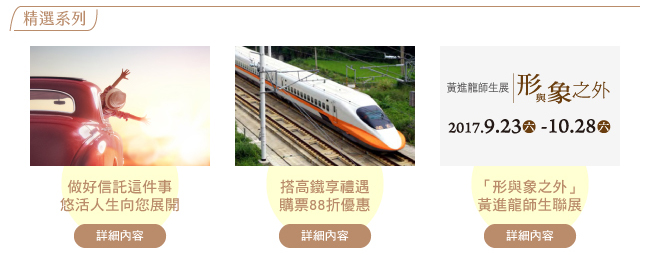 精選系列
黃進龍師生展
形與象之外
2017.9.23六 -10.28六
做好信託這件事
悠活人生向您展開
詳細內容
搭高鐵享禮遇
購票88折優惠
詳細內容
「形與象之外」
黃進龍師生聯展
詳細內容